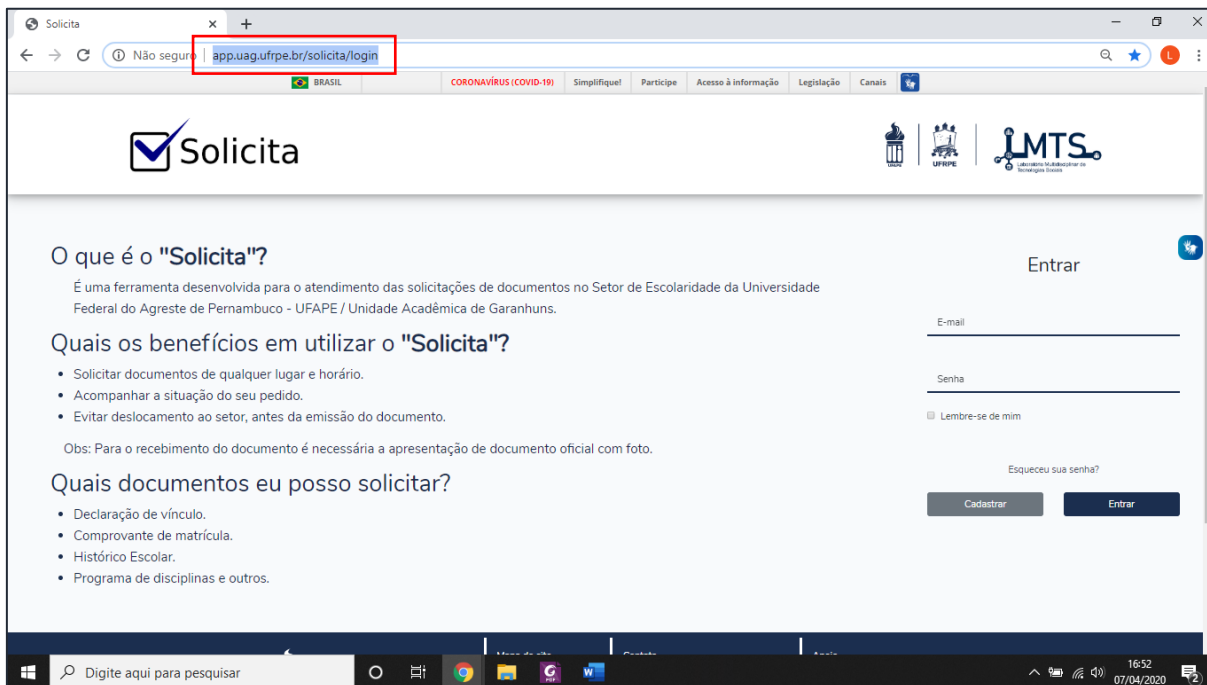 Solicita
Não seguro
app.uag.ufrpe.br/solicita/login
L
BRASIL
CORONAVÍRUS (COVID-19)
Simplifique!
Participe
Acesso à informação
Legislação
Canais
Solicita
UFRPE
LMTS
Laboratório Multidisciplinar de
Tecnologias Sociais
O que é o "Solicita"?
É uma ferramenta desenvolvida para o atendimento das solicitações de documentos no Setor de Escolaridade da Universidade
Federal do Agreste de Pernambuco - UFAPE / Unidade Acadêmica de Garanhuns.
Quais os benefícios em utilizar o "Solicita"?
• Solicitar documentos de qualquer lugar e horário.
• Acompanhar a situação do seu pedido.
• Evitar deslocamento ao setor, antes da emissão do documento.
Obs: Para o recebimento do documento é necessária a apresentação de documento oficial com foto.
Quais documentos eu posso solicitar?
• Declaração de vínculo.
• Comprovante de matrícula.
• Histórico Escolar.
• Programa de disciplinas e outros.
Entrar
E-mail
Senha
Lembre-se de mim
Esqueceu sua senha?
Cadastrar
Entrar
Digite aqui para pesquisar
16:52
07/04/2020
2